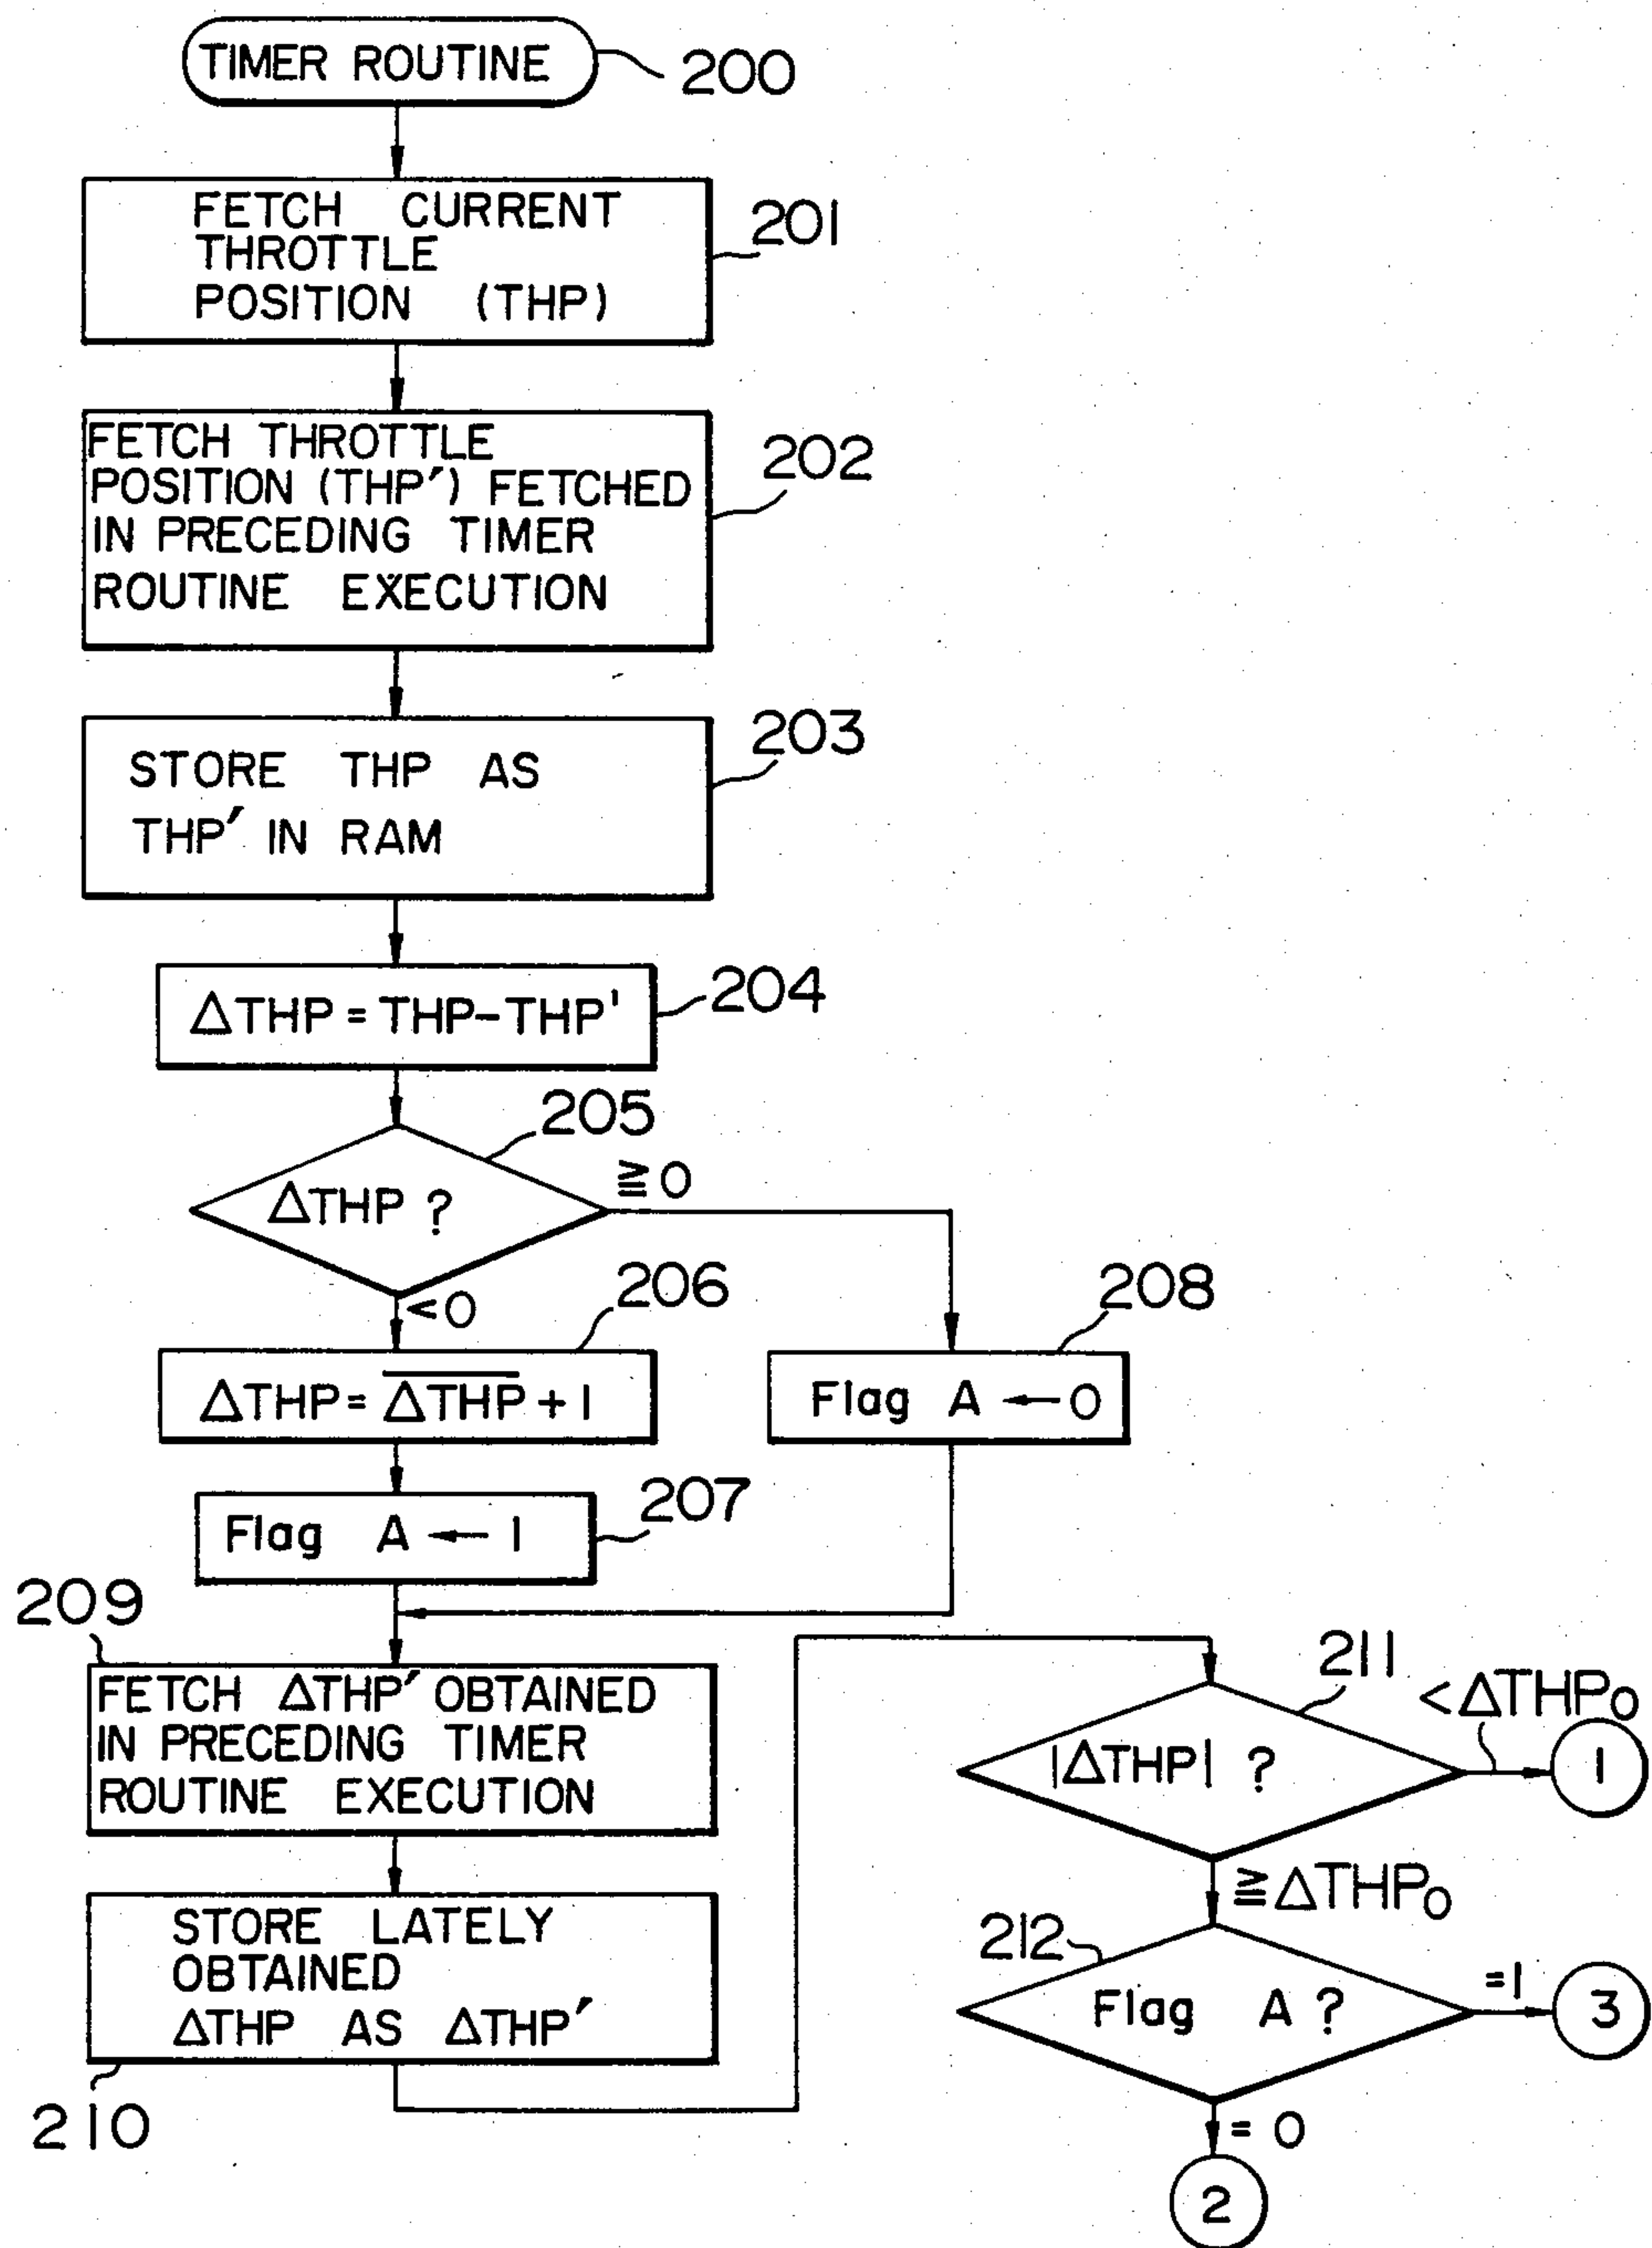 TIMER ROUTINE
200
FETCH CURRENT
THROTTLE
POSITION (THP)
201
FETCH THROTTLE
POSITION (THP′) FETCHED
IN PRECEDING TIMER
ROUTINE EXECUTION
202
STORE THP AS
THP′ IN RAM
203
ΔTHP = THP – THP'
204
205
ΔTHP ?
≧0
<0
206
ΔTHP = \overline{ΔTHP} + 1
208
Flag A ← 0
207
Flag A ← 1
209
FETCH ΔTHP′ OBTAINED
IN PRECEDING TIMER
ROUTINE EXECUTION
STORE LATELY
OBTAINED
ΔTHP AS ΔTHP′
210
211
|ΔTHP| ?
<ΔTHP₀
1
≧ΔTHP₀
212
Flag A ?
=1
3
= 0
2